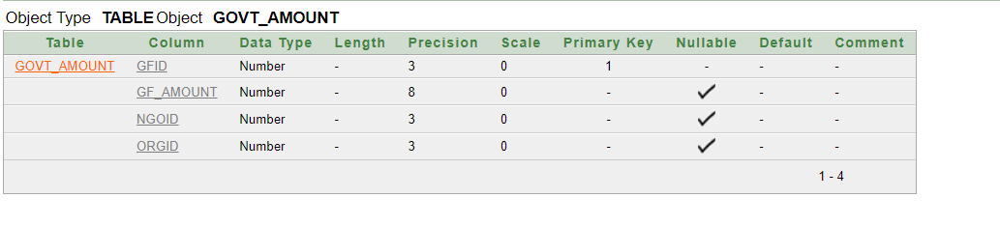 Object Type TABLE Object GOVT_AMOUNT
Table Column Data Type Length Precision Scale Primary Key Nullable Default Comment
GOVT_AMOUNT GFID Number - 3 0 1 - - -
GF_AMOUNT Number - 8 0 - ✓ - -
NGOID Number - 3 0 - ✓ - -
ORGID Number - 3 0 - ✓ - -
1 - 4